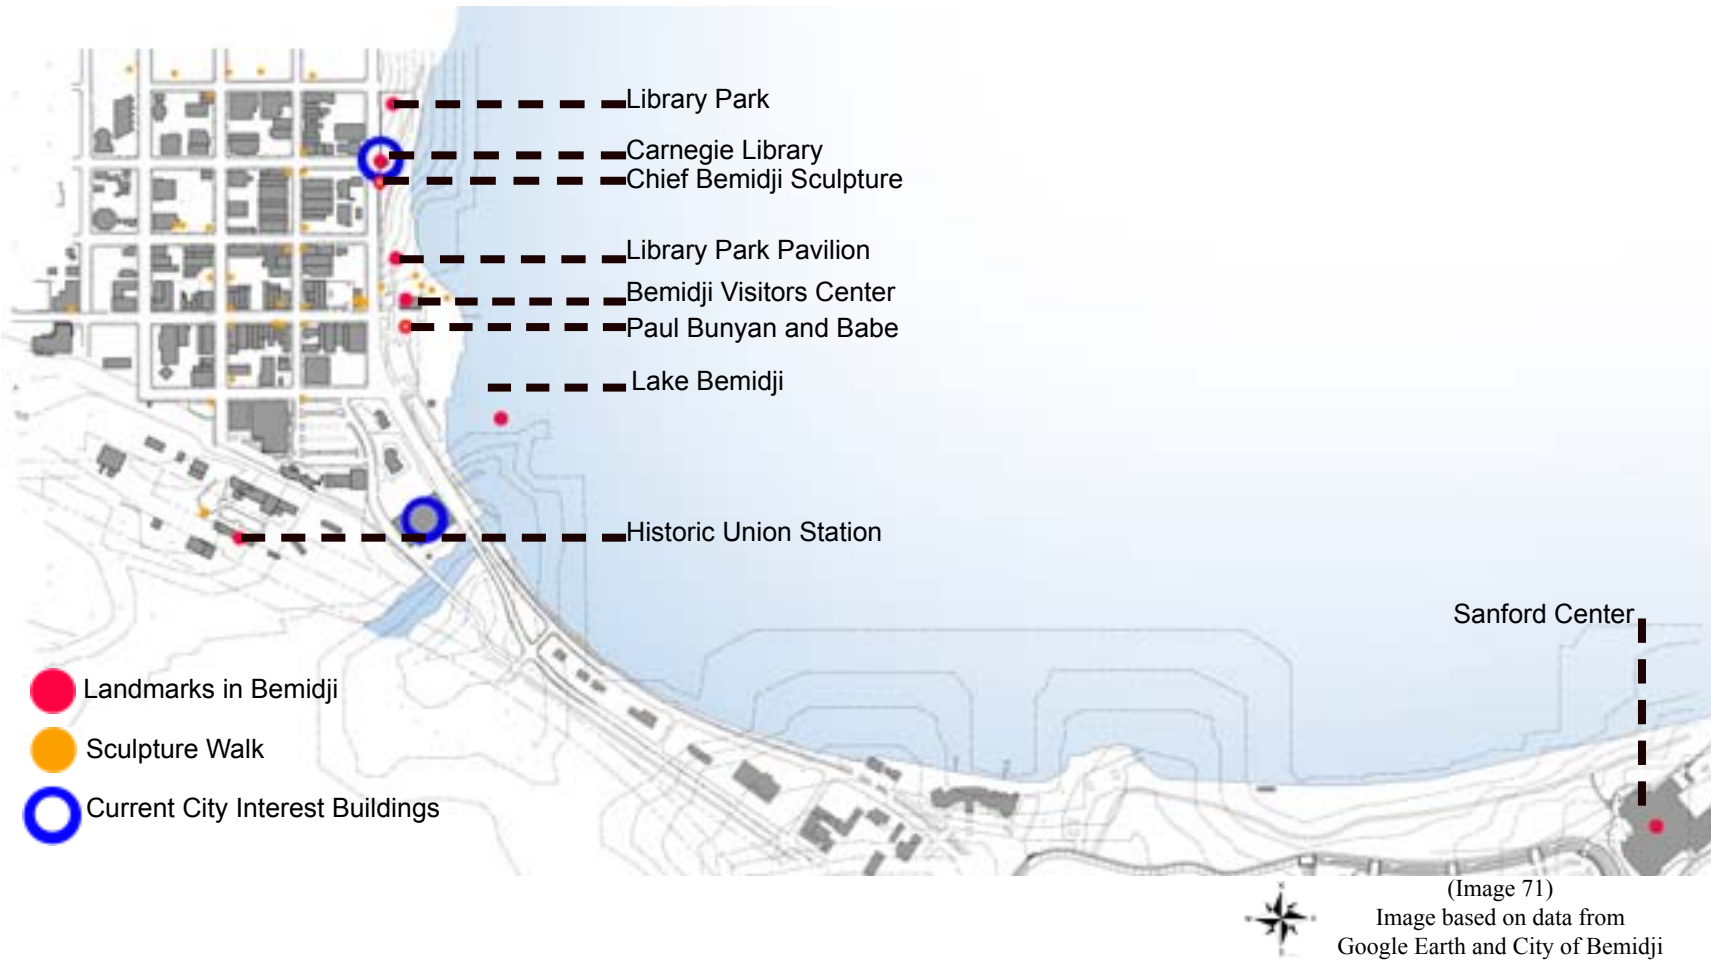 Library Park
Carnegie Library
Chief Bemidji Sculpture
Library Park Pavilion
Bemidji Visitors Center
Paul Bunyan and Babe
Lake Bemidji
Historic Union Station
Sanford Center
Landmarks in Bemidji
Sculpture Walk
Current City Interest Buildings
(Image 71)
Image based on data from
Google Earth and City of Bemidji